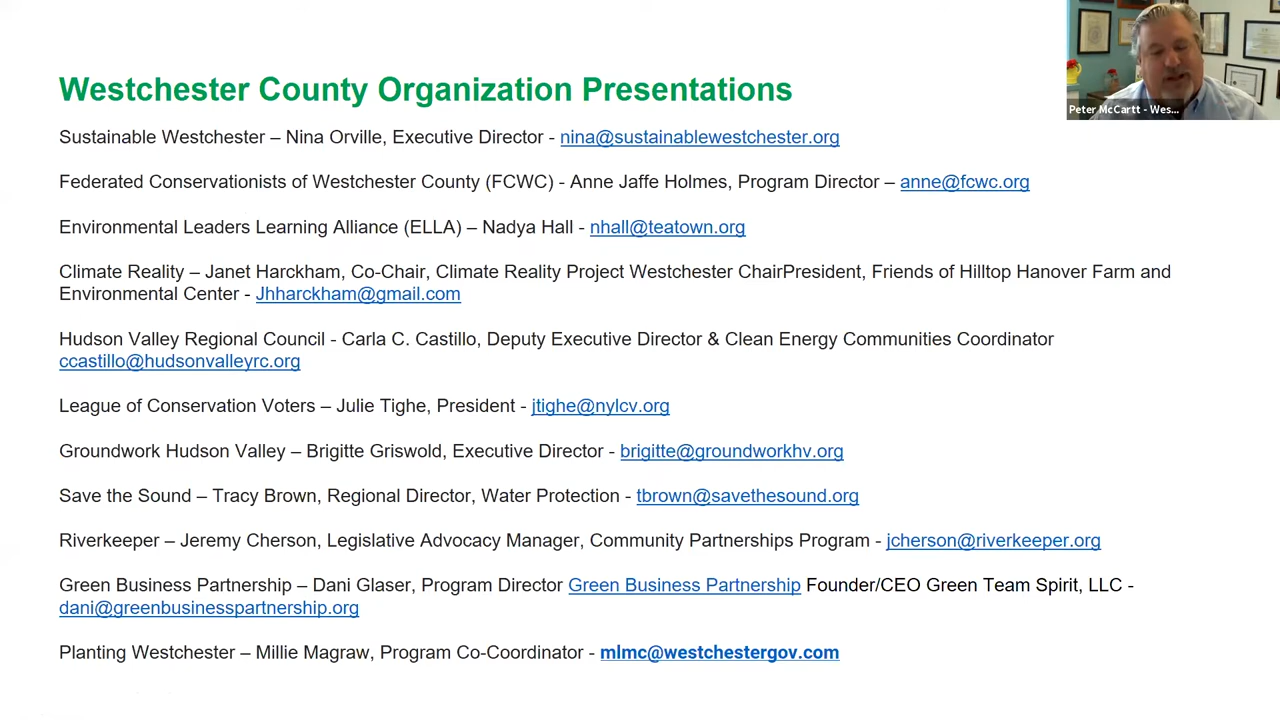 Westchester County Organization Presentations
Peter McCartt - Wes...
Sustainable Westchester – Nina Orville, Executive Director - nina@sustainablewestchester.org
Federated Conservationists of Westchester County (FCWC) - Anne Jaffe Holmes, Program Director – anne@fcwc.org
Environmental Leaders Learning Alliance (ELLA) – Nadya Hall - nhall@teatown.org
Climate Reality – Janet Harckham, Co-Chair, Climate Reality Project Westchester ChairPresident, Friends of Hilltop Hanover Farm and
Environmental Center - Jhharckham@gmail.com
Hudson Valley Regional Council - Carla C. Castillo, Deputy Executive Director & Clean Energy Communities Coordinator
ccastillo@hudsonvalleyrc.org
League of Conservation Voters – Julie Tighe, President - jtighe@nylcv.org
Groundwork Hudson Valley – Brigitte Griswold, Executive Director - brigitte@groundworkhv.org
Save the Sound – Tracy Brown, Regional Director, Water Protection - tbrown@savethesound.org
Riverkeeper – Jeremy Cherson, Legislative Advocacy Manager, Community Partnerships Program - jcherson@riverkeeper.org
Green Business Partnership – Dani Glaser, Program Director Green Business Partnership Founder/CEO Green Team Spirit, LLC -
dani@greenbusinesspartnership.org
Planting Westchester – Millie Magraw, Program Co-Coordinator - mlmc@westchestergov.com